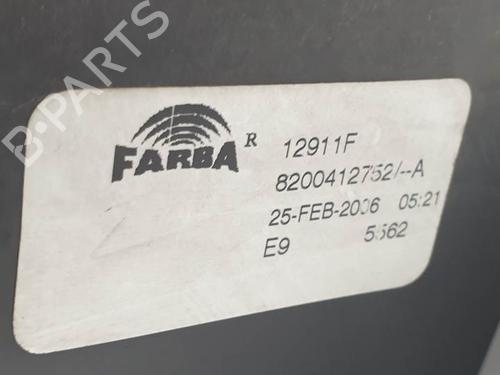 B-PARTS
FARBA R
12911F
8200412752/--A
25-FEB-2006 05:21
E9 5562